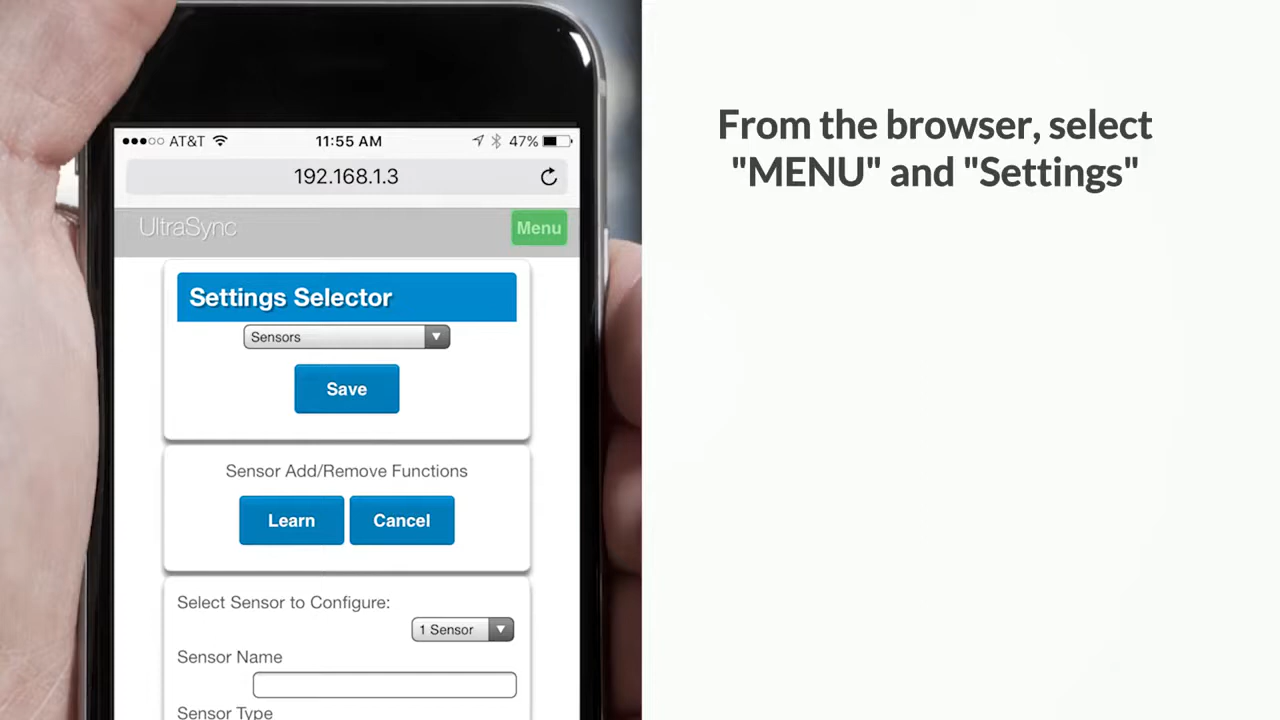 AT&T
11:55 AM
47%
192.168.1.3
UltraSync
Menu
Settings Selector
Sensors
Save
Sensor Add/Remove Functions
Learn
Cancel
Select Sensor to Configure:
1 Sensor
Sensor Name
Sensor Type
From the browser, select
"MENU" and "Settings"